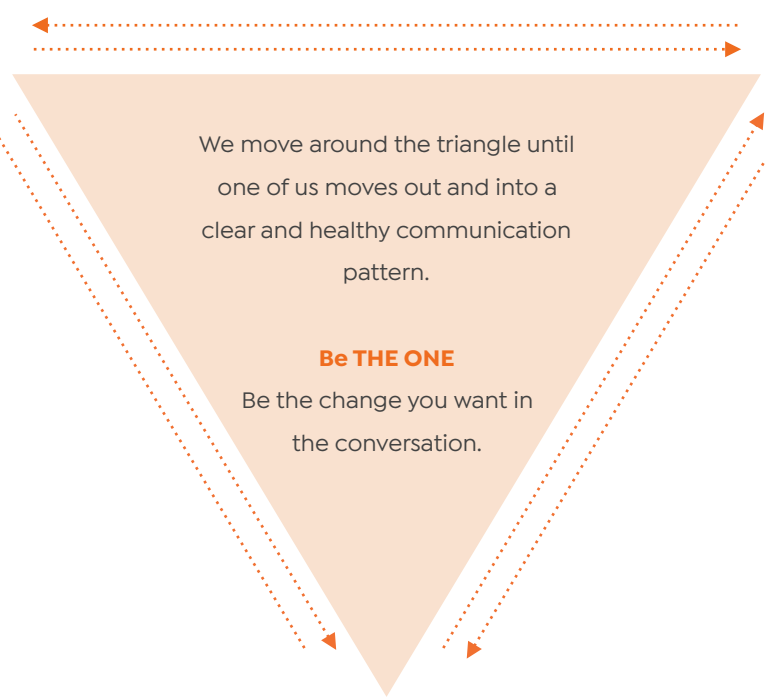 We move around the triangle until
one of us moves out and into a
clear and healthy communication
pattern.
Be THE ONE
Be the change you want in
the conversation.